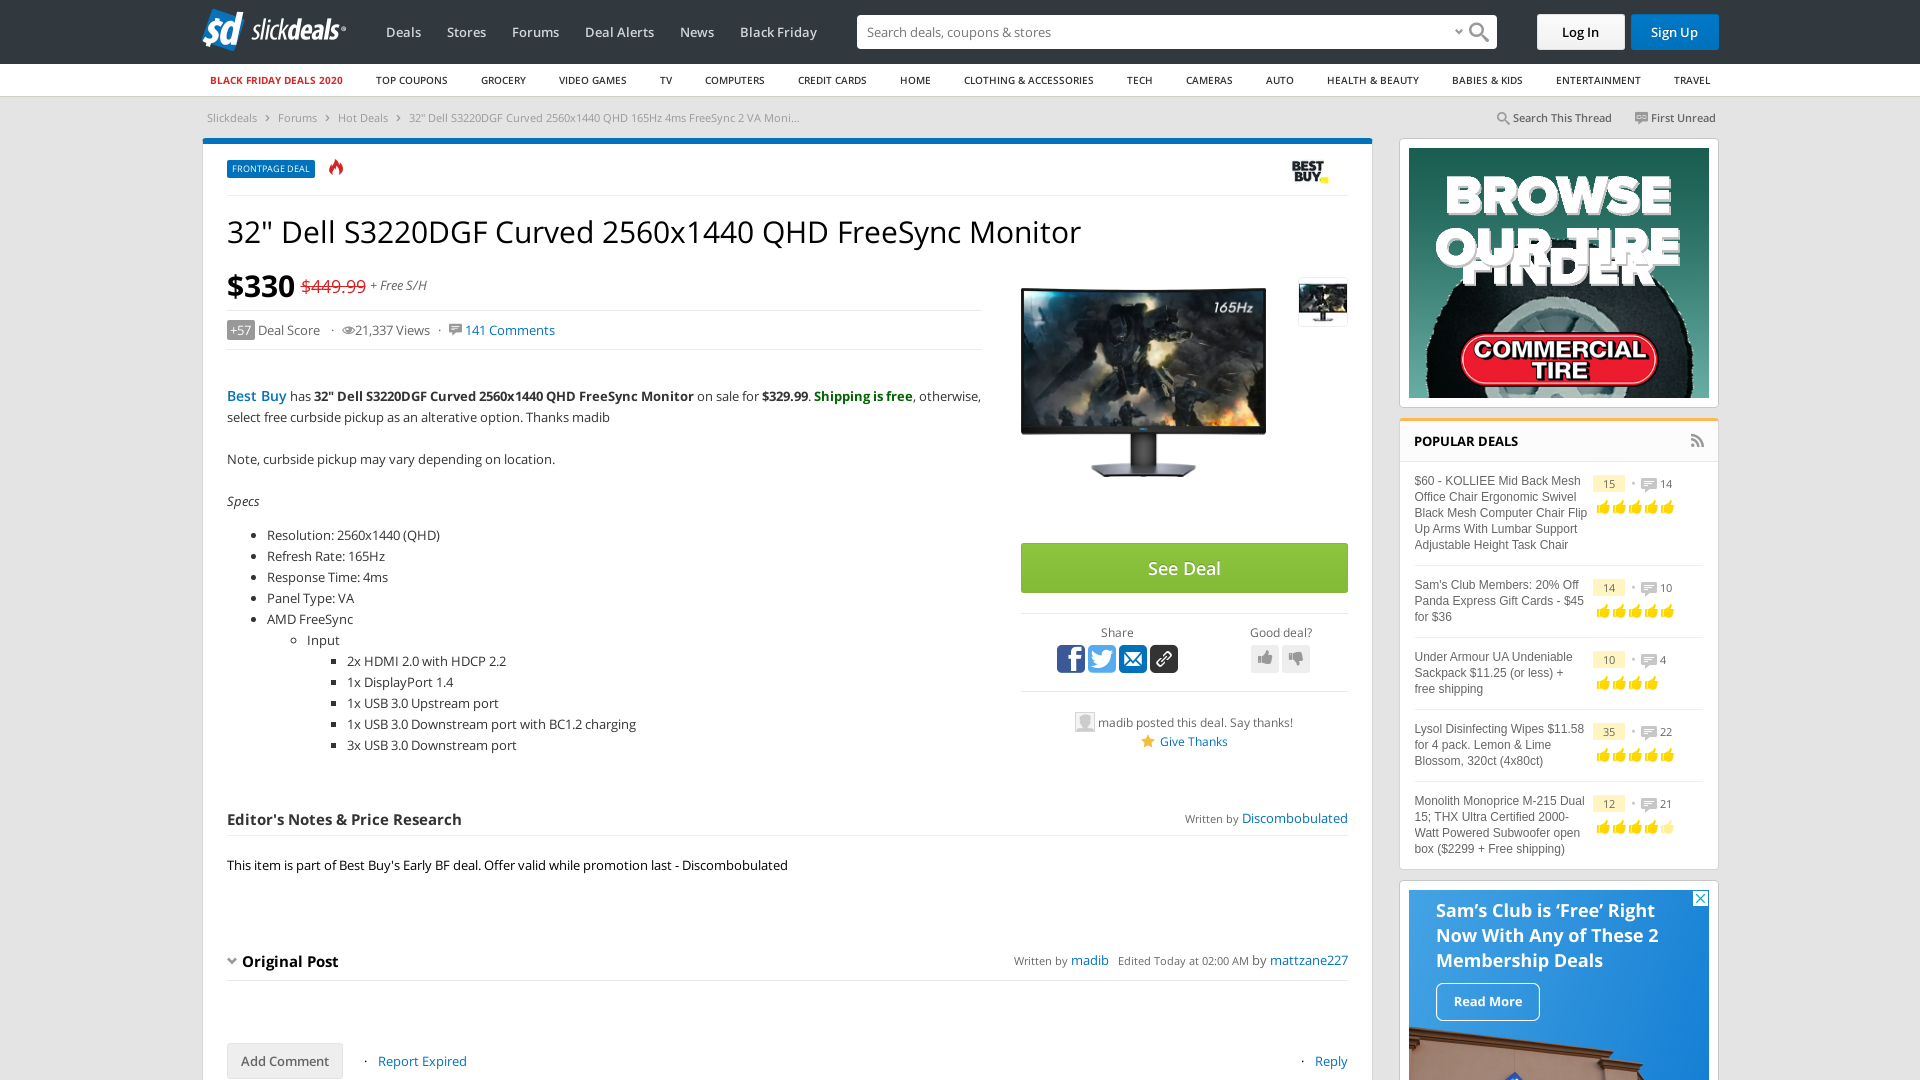 slickdeals
Deals Stores Forums Deal Alerts News Black Friday
Search deals, coupons & stores
Log In
Sign Up
BLACK FRIDAY DEALS 2020 TOP COUPONS GROCERY VIDEO GAMES TV COMPUTERS CREDIT CARDS HOME CLOTHING & ACCESSORIES TECH CAMERAS AUTO HEALTH & BEAUTY BABIES & KIDS ENTERTAINMENT TRAVEL
Slickdeals › Forums › Hot Deals › 32" Dell S3220DGF Curved 2560x1440 QHD 165Hz 4ms FreeSync 2 VA Moni...
Search This Thread First Unread
FRONTPAGE DEAL
BEST BUY
32" Dell S3220DGF Curved 2560x1440 QHD FreeSync Monitor
$330 $449.99 + Free S/H
+57 Deal Score · 21,337 Views · 141 Comments
Best Buy has 32" Dell S3220DGF Curved 2560x1440 QHD FreeSync Monitor on sale for $329.99. Shipping is free, otherwise,
select free curbside pickup as an alterative option. Thanks madib
Note, curbside pickup may vary depending on location.
Specs
Resolution: 2560x1440 (QHD)
Refresh Rate: 165Hz
Response Time: 4ms
Panel Type: VA
AMD FreeSync
Input
2x HDMI 2.0 with HDCP 2.2
1x DisplayPort 1.4
1x USB 3.0 Upstream port
1x USB 3.0 Downstream port with BC1.2 charging
3x USB 3.0 Downstream port
165Hz
See Deal
Share
Good deal?
madib posted this deal. Say thanks!
Give Thanks
Editor's Notes & Price Research
Written by Discombobulated
This item is part of Best Buy's Early BF deal. Offer valid while promotion last - Discombobulated
Original Post
Written by madib Edited Today at 02:00 AM by mattzane227
Add Comment
· Report Expired
· Reply
BROWSE
OUR TIRE
FINDER
COMMERCIAL
TIRE
POPULAR DEALS
$60 - KOLLIEE Mid Back Mesh
Office Chair Ergonomic Swivel
Black Mesh Computer Chair Flip
Up Arms With Lumbar Support
Adjustable Height Task Chair
15 • 14
Sam's Club Members: 20% Off
Panda Express Gift Cards - $45
for $36
14 • 10
Under Armour UA Undeniable
Sackpack $11.25 (or less) +
free shipping
10 • 4
Lysol Disinfecting Wipes $11.58
for 4 pack. Lemon & Lime
Blossom, 320ct (4x80ct)
35 • 22
Monolith Monoprice M-215 Dual
15; THX Ultra Certified 2000-
Watt Powered Subwoofer open
box ($2299 + Free shipping)
12 • 21
Sam's Club is 'Free' Right
Now With Any of These 2
Membership Deals
Read More